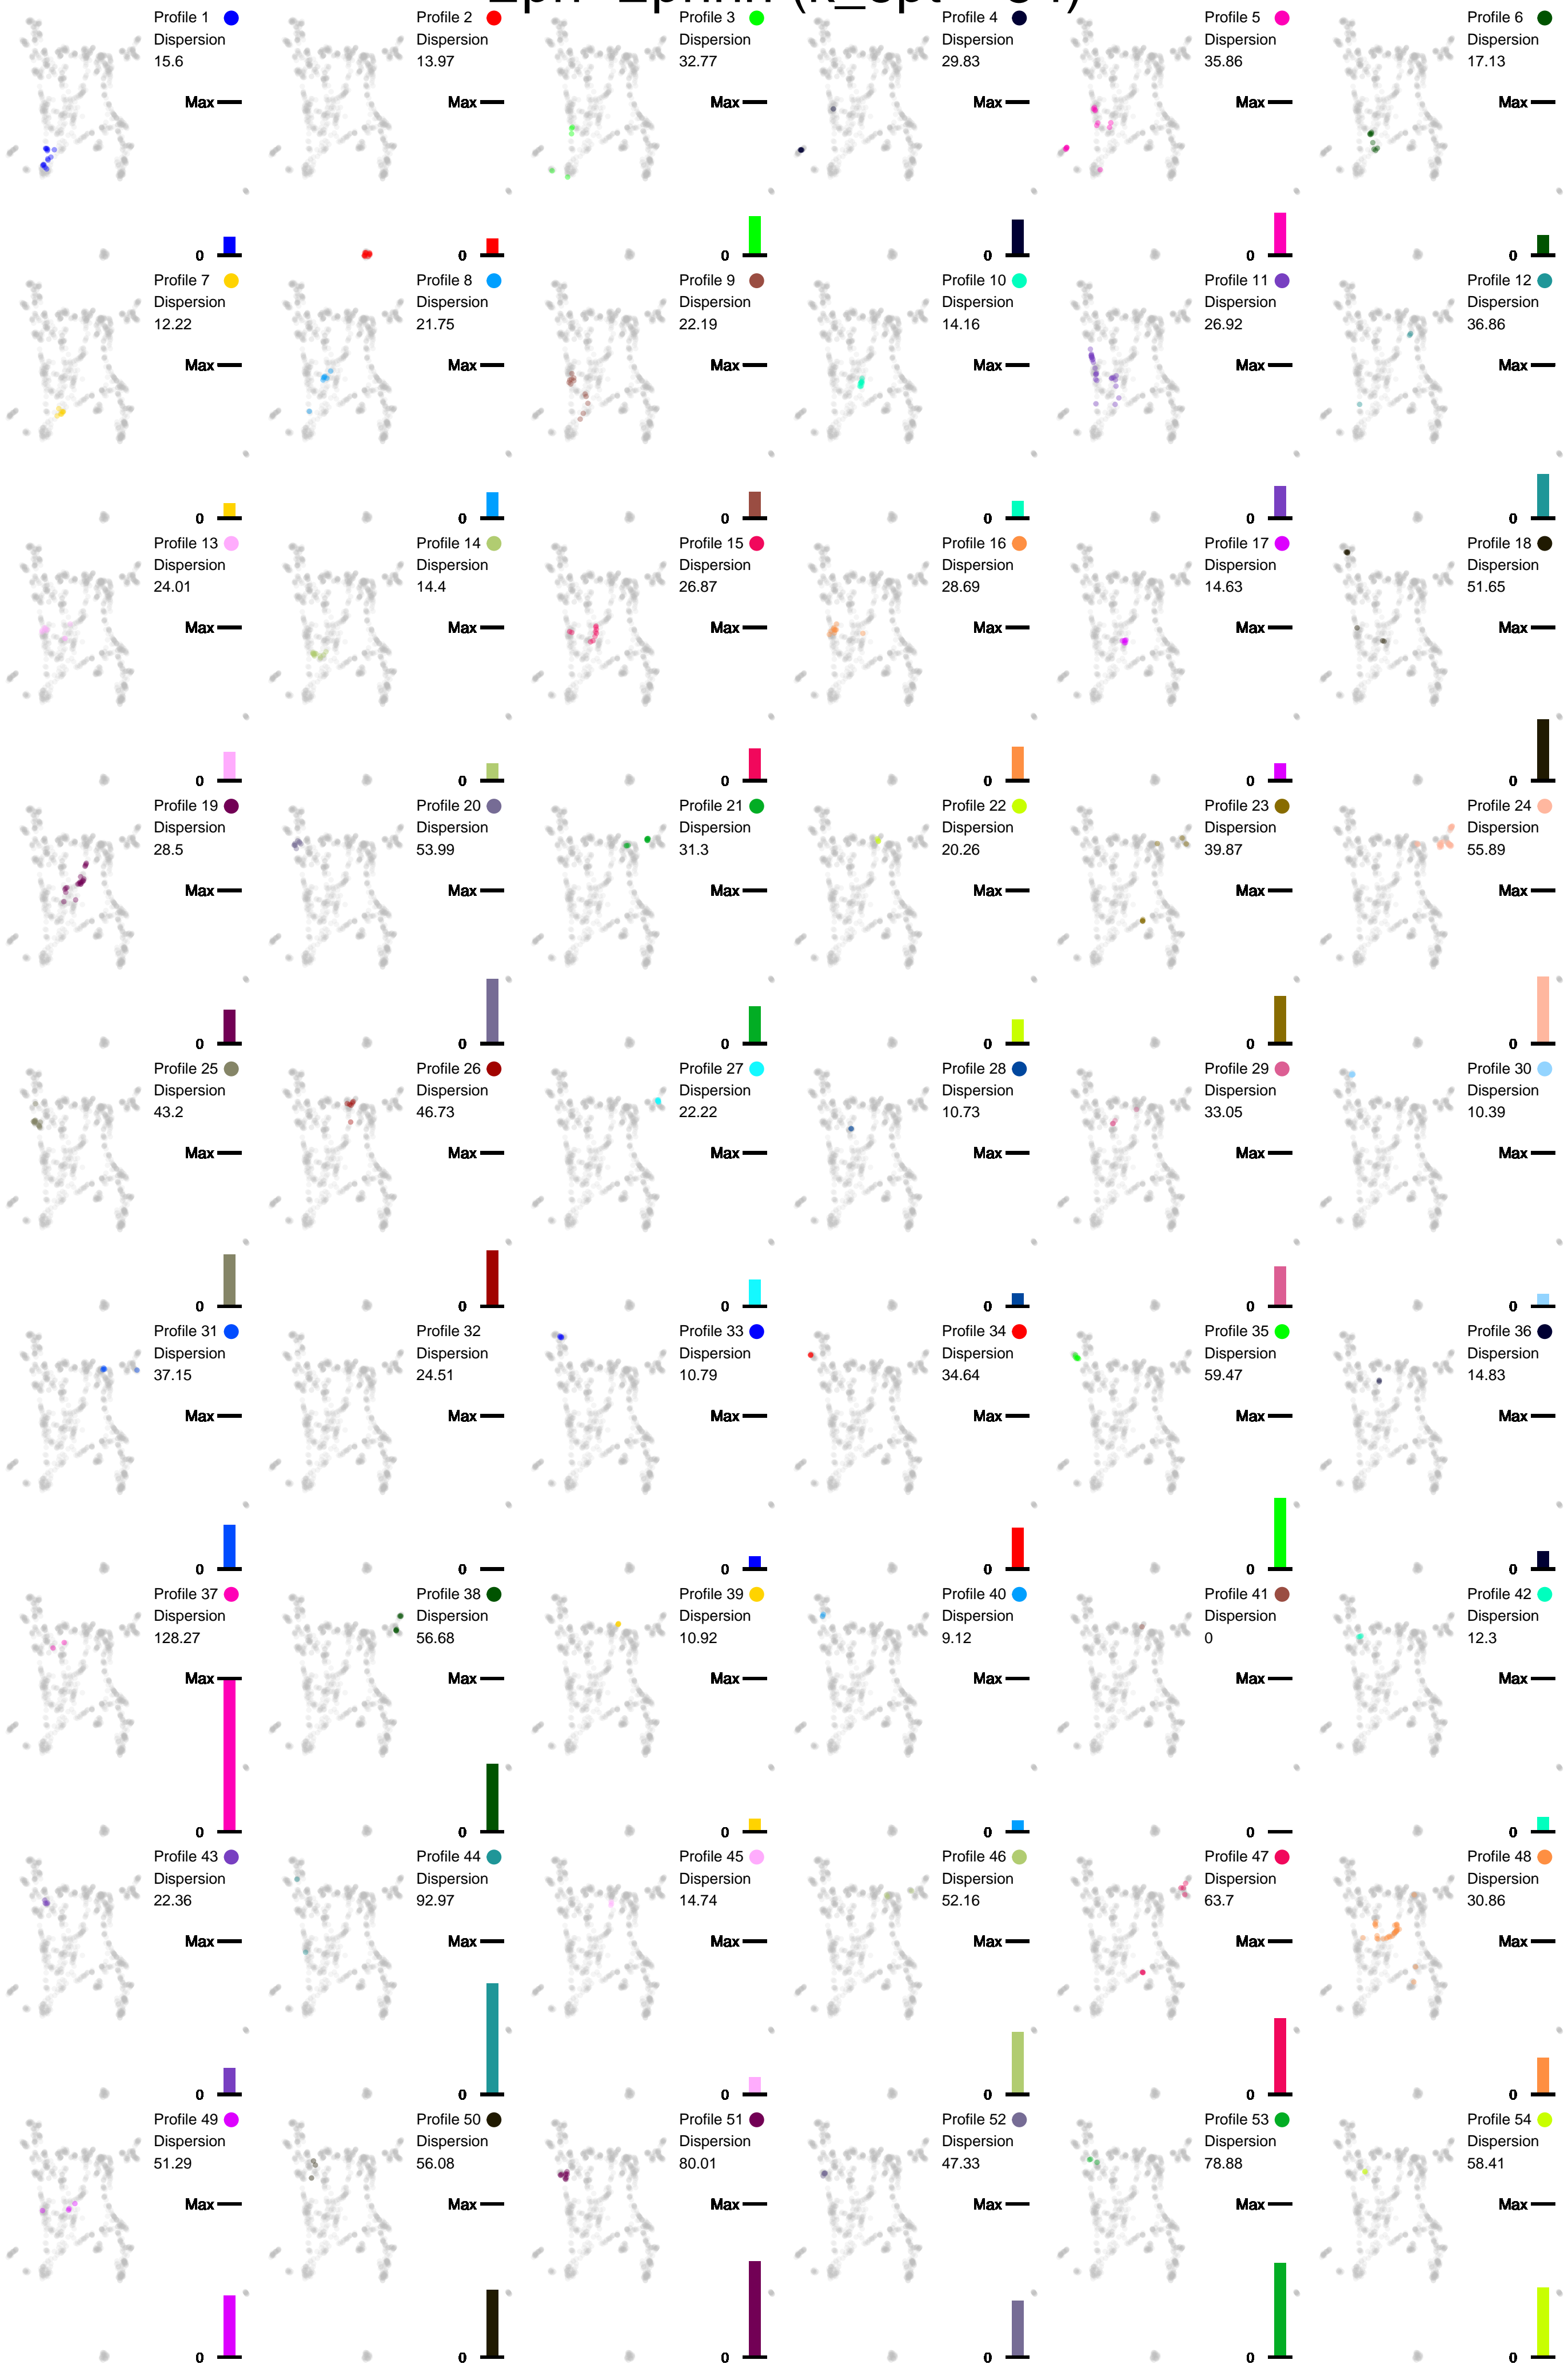 Profile 1
Dispersion
15.6
Max
0
Profile 2
Dispersion
13.97
Max
0
Profile 3
Dispersion
32.77
Max
0
Profile 4
Dispersion
29.83
Max
0
Profile 5
Dispersion
35.86
Max
0
Profile 6
Dispersion
17.13
Max
0
Profile 7
Dispersion
12.22
Max
0
Profile 8
Dispersion
21.75
Max
0
Profile 9
Dispersion
22.19
Max
0
Profile 10
Dispersion
14.16
Max
0
Profile 11
Dispersion
26.92
Max
0
Profile 12
Dispersion
36.86
Max
0
Profile 13
Dispersion
24.01
Max
0
Profile 14
Dispersion
14.4
Max
0
Profile 15
Dispersion
26.87
Max
0
Profile 16
Dispersion
28.69
Max
0
Profile 17
Dispersion
14.63
Max
0
Profile 18
Dispersion
51.65
Max
0
Profile 19
Dispersion
28.5
Max
0
Profile 20
Dispersion
53.99
Max
0
Profile 21
Dispersion
31.3
Max
0
Profile 22
Dispersion
20.26
Max
0
Profile 23
Dispersion
39.87
Max
0
Profile 24
Dispersion
55.89
Max
0
Profile 25
Dispersion
43.2
Max
0
Profile 26
Dispersion
46.73
Max
0
Profile 27
Dispersion
22.22
Max
0
Profile 28
Dispersion
10.73
Max
0
Profile 29
Dispersion
33.05
Max
0
Profile 30
Dispersion
10.39
Max
0
Profile 31
Dispersion
37.15
Max
0
Profile 32
Dispersion
24.51
Max
0
Profile 33
Dispersion
10.79
Max
0
Profile 34
Dispersion
34.64
Max
0
Profile 35
Dispersion
59.47
Max
0
Profile 36
Dispersion
14.83
Max
0
Profile 37
Dispersion
128.27
Max
0
Profile 38
Dispersion
56.68
Max
0
Profile 39
Dispersion
10.92
Max
0
Profile 40
Dispersion
9.12
Max
0
Profile 41
Dispersion
0
Max
0
Profile 42
Dispersion
12.3
Max
0
Profile 43
Dispersion
22.36
Max
0
Profile 44
Dispersion
92.97
Max
0
Profile 45
Dispersion
14.74
Max
0
Profile 46
Dispersion
52.16
Max
0
Profile 47
Dispersion
63.7
Max
0
Profile 48
Dispersion
30.86
Max
0
Profile 49
Dispersion
51.29
Max
0
Profile 50
Dispersion
56.08
Max
0
Profile 51
Dispersion
80.01
Max
0
Profile 52
Dispersion
47.33
Max
0
Profile 53
Dispersion
78.88
Max
0
Profile 54
Dispersion
58.41
Max
0